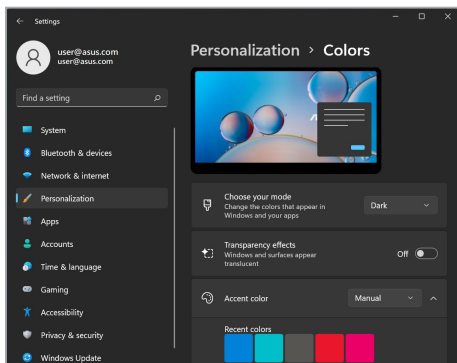 Settings
user@asus.com
user@asus.com
Find a setting
System
Bluetooth & devices
Network & internet
Personalization
Apps
Accounts
Time & language
Gaming
Accessibility
Privacy & security
Windows Update
Personalization > Colors
Choose your mode
Change the colors that appear in
Windows and your apps
Dark
Transparency effects
Windows and surfaces appear
translucent
Off
Accent color
Manual
Recent colors